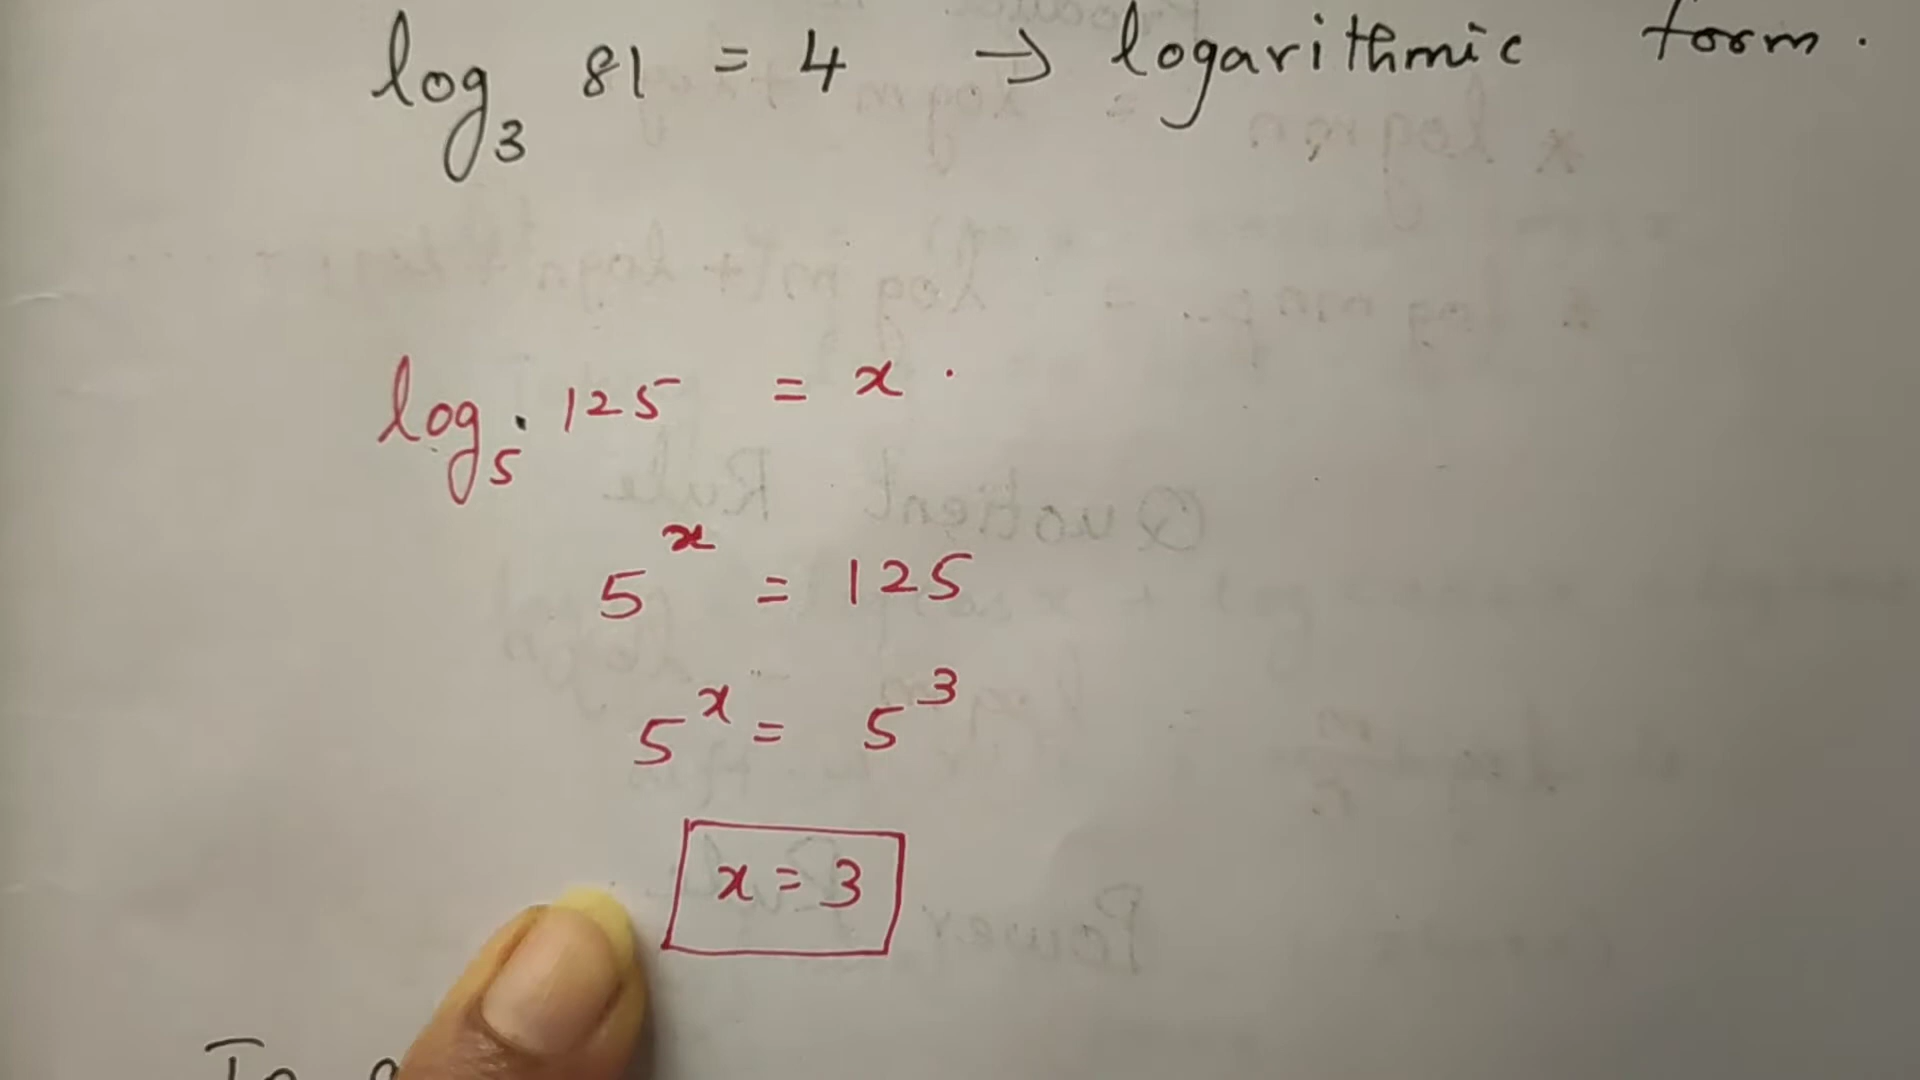 log₃ 81 = 4 → logarithmic form.
log₅ 125 = x.
5ˣ = 125
5ˣ = 5³
x = 3